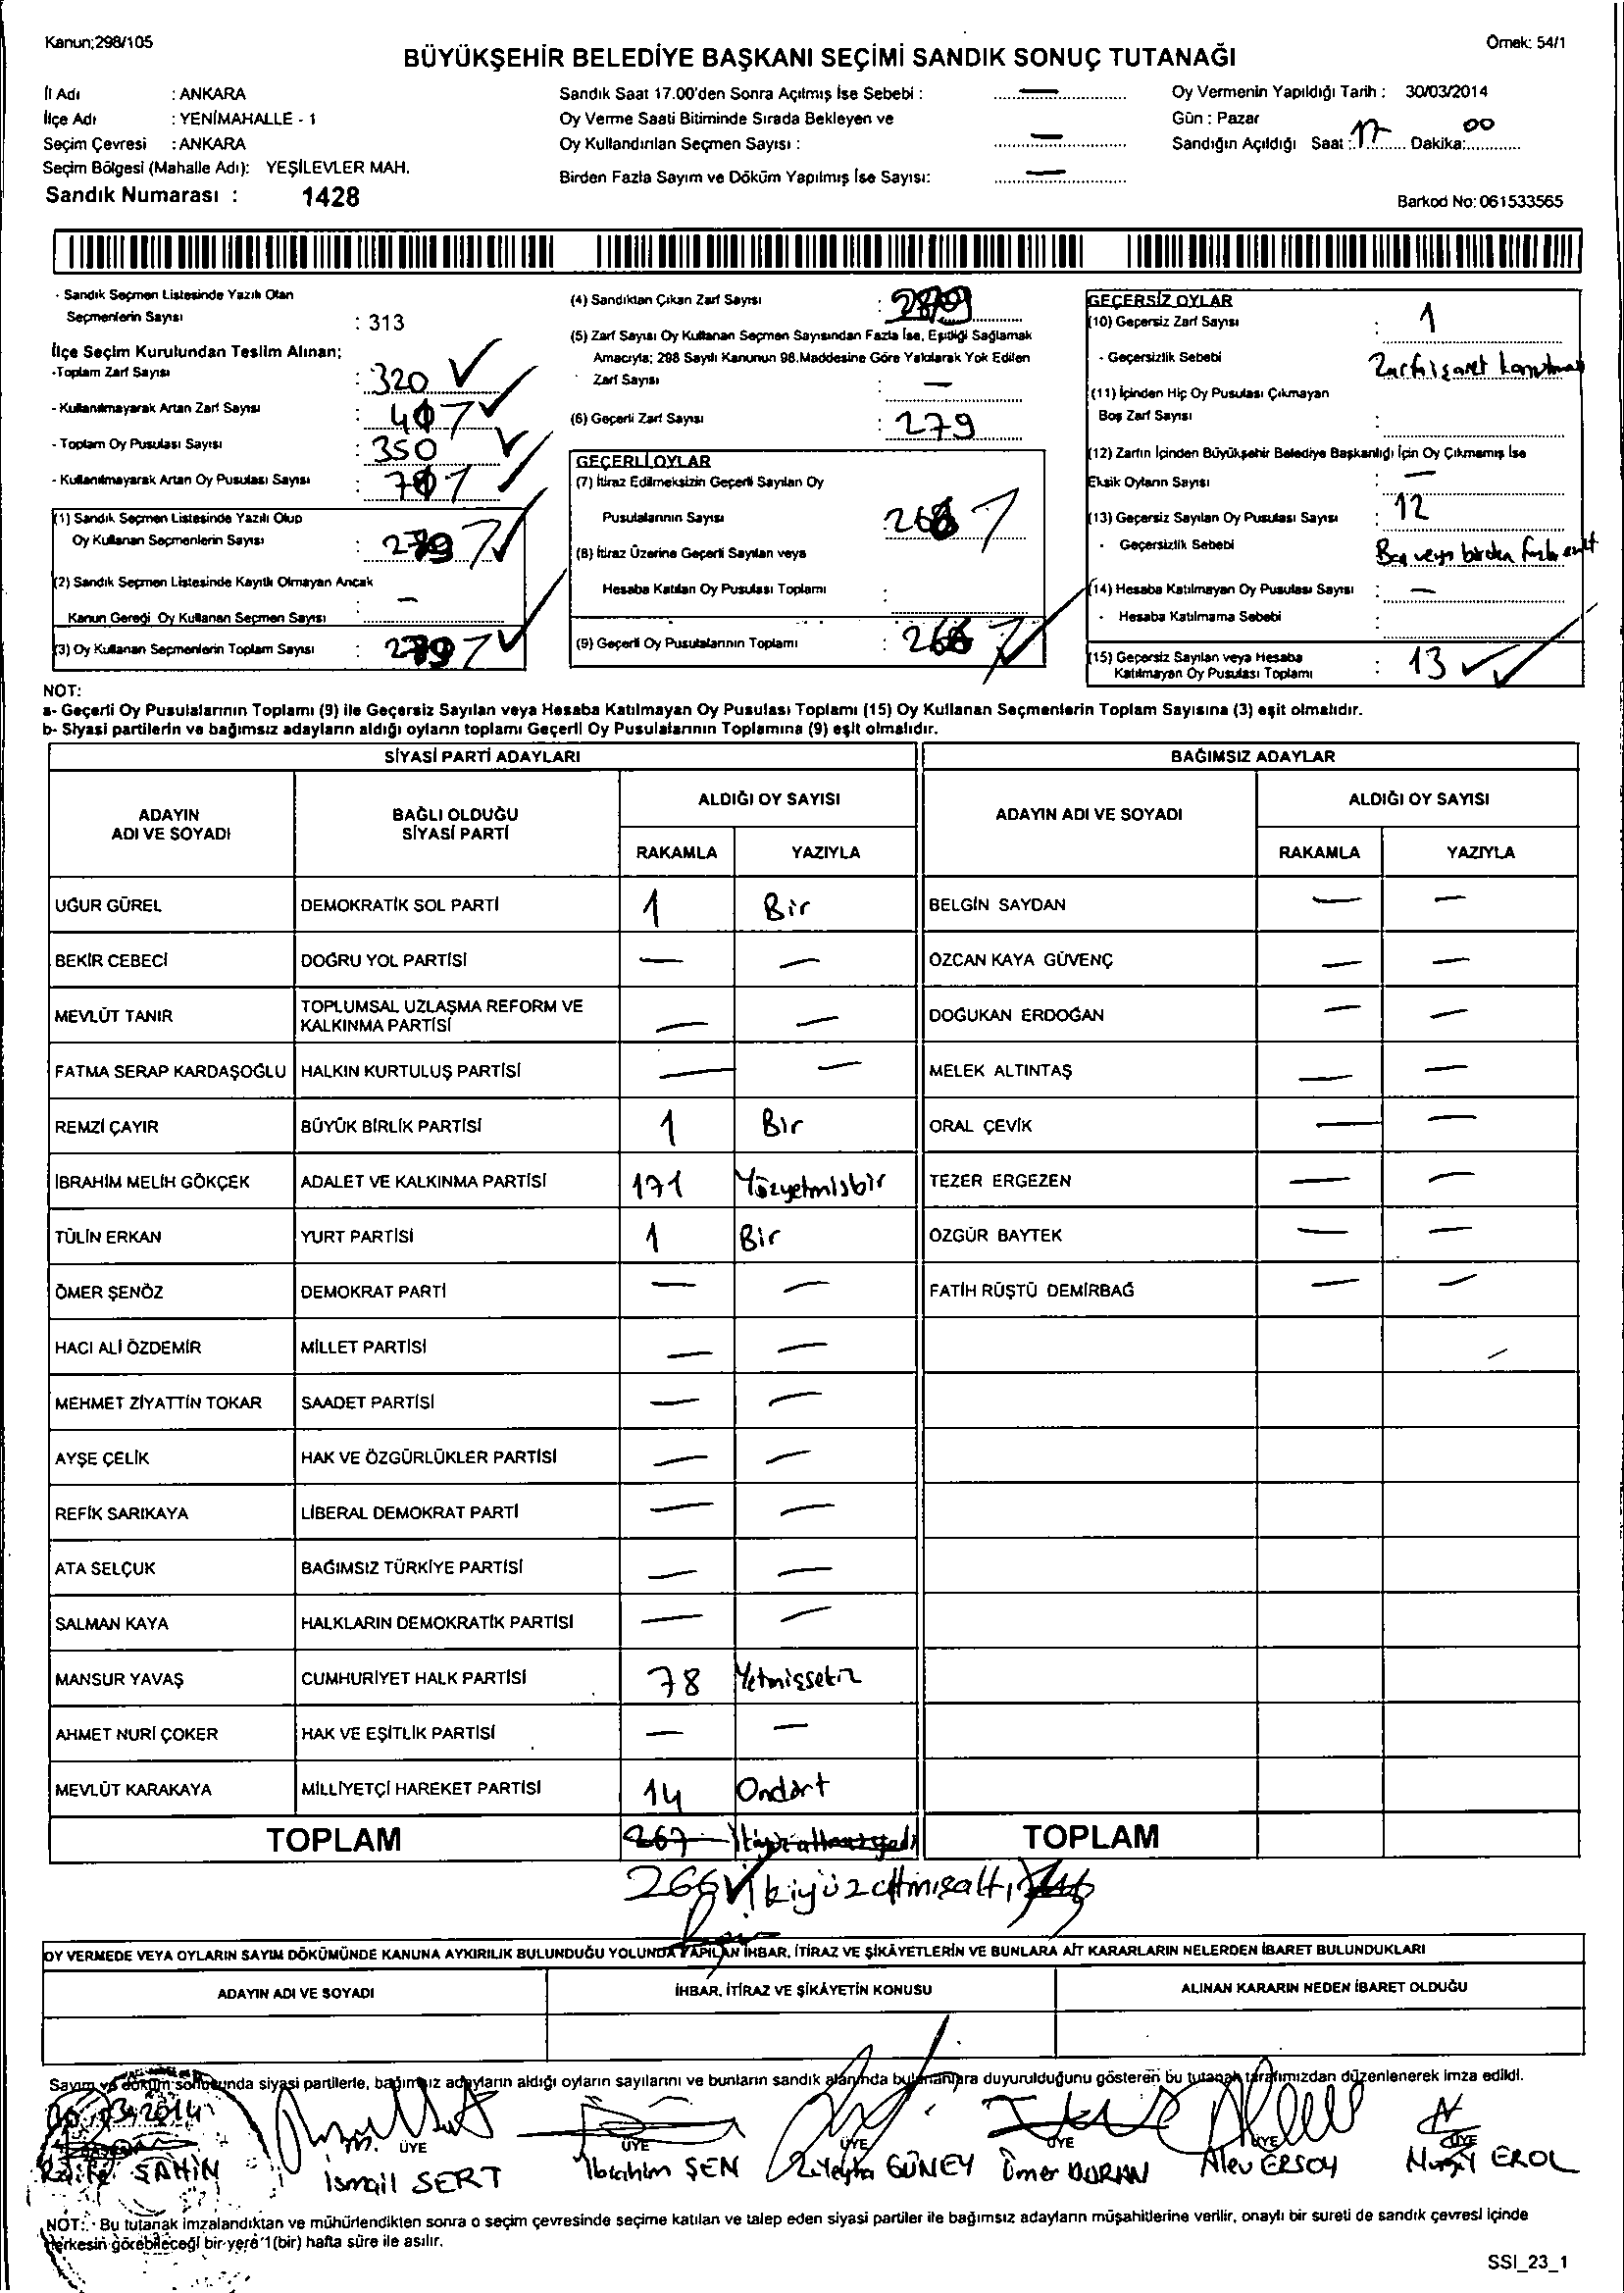 Kanun;298/105
Örnek: 54/1
BÜYÜKŞEHİR BELEDİYE BAŞKANI SEÇİMİ SANDIK SONUÇ TUTANAĞI
İl Adı : ANKARA
İlçe Adı : YENİMAHALLE - 1
Seçim Çevresi : ANKARA
Seçim Bölgesi (Mahalle Adı): YEŞİLEVLER MAH.
Sandık Numarası : 1428
Sandık Saat 17.00'den Sonra Açılmış İse Sebebi : —
Oy Verme Saati Bitiminde Sırada Bekleyen ve
Oy Kullandırılan Seçmen Sayısı : —
Birden Fazla Sayım ve Döküm Yapılmış İse Sayısı: —
Oy Vermenin Yapıldığı Tarih : 30/03/2014
Gün : Pazar
Sandığın Açıldığı Saat : 17 Dakika: 00
Barkod No: 061533565
- Sandık Seçmen Listesinde Yazılı Olan
Seçmenlerin Sayısı : 313
İlçe Seçim Kurulundan Teslim Alınan;
-Toplam Zarf Sayısı : 320
- Kullanılmayarak Artan Zarf Sayısı :
- Toplam Oy Pusulası Sayısı : 350
- Kullanılmayarak Artan Oy Pusulası Sayısı :
(1) Sandık Seçmen Listesinde Yazılı Olup
Oy Kullanan Seçmenlerin Sayısı : 279
(2) Sandık Seçmen Listesinde Kayıtlı Olmayan Ancak
Kanun Gereği Oy Kullanan Seçmen Sayısı —
(3) Oy Kullanan Seçmenlerin Toplam Sayısı : 279
(4) Sandıktan Çıkan Zarf Sayısı :
(5) Zarf Sayısı Oy Kullanan Seçmen Sayısından Fazla İse, Eşitliği Sağlamak
Amacıyla; 298 Sayılı Kanunun 98.Maddesine Göre Yakılarak Yok Edilen
Zarf Sayısı : —
(6) Geçerli Zarf Sayısı : 279
GEÇERLİ OYLAR
(7) İtiraz Edilmeksizin Geçerli Sayılan Oy
Pusulalarının Sayısı : 266
(8) İtiraz Üzerine Geçerli Sayılan veya
Hesaba Katılan Oy Pusulası Toplamı :
(9) Geçerli Oy Pusulalarının Toplamı : 266
GEÇERSİZ OYLAR
(10) Geçersiz Zarf Sayısı : 1
- Geçersizlik Sebebi
(11) İçinden Hiç Oy Pusulası Çıkmayan
Boş Zarf Sayısı :
(12) Zarfın İçinden Büyükşehir Belediye Başkanlığı İçin Oy Çıkmamış İse
Eksik Oyların Sayısı : —
(13) Geçersiz Sayılan Oy Pusulası Sayısı : 12
- Geçersizlik Sebebi
(14) Hesaba Katılmayan Oy Pusulası Sayısı : —
- Hesaba Katılmama Sebebi :
(15) Geçersiz Sayılan veya Hesaba
Katılmayan Oy Pusulası Toplamı : 13
NOT:
a- Geçerli Oy Pusulalarının Toplamı (9) ile Geçersiz Sayılan veya Hesaba Katılmayan Oy Pusulası Toplamı (15) Oy Kullanan Seçmenlerin Toplam Sayısına (3) eşit olmalıdır.
b- Siyasi partilerin ve bağımsız adayların aldığı oyların toplamı Geçerli Oy Pusulalarının Toplamına (9) eşit olmalıdır.
SİYASİ PARTİ ADAYLARI BAĞIMSIZ ADAYLAR
ADAYIN ADI VE SOYADI BAĞLI OLDUĞU SİYASİ PARTİ ALDIĞI OY SAYISI ADAYIN ADI VE SOYADI ALDIĞI OY SAYISI
RAKAMLA YAZIYLA RAKAMLA YAZIYLA
UĞUR GÜREL DEMOKRATİK SOL PARTİ 1 Bir BELGİN SAYDAN — —
BEKİR CEBECİ DOĞRU YOL PARTİSİ — — ÖZCAN KAYA GÜVENÇ — —
MEVLÜT TANIR TOPLUMSAL UZLAŞMA REFORM VE KALKINMA PARTİSİ — — DOĞUKAN ERDOĞAN — —
FATMA SERAP KARDAŞOĞLU HALKIN KURTULUŞ PARTİSİ — — MELEK ALTINTAŞ — —
REMZİ ÇAYIR BÜYÜK BİRLİK PARTİSİ 1 Bir ORAL ÇEVİK — —
İBRAHİM MELİH GÖKÇEK ADALET VE KALKINMA PARTİSİ 171 Yüzyetmişbir TEZER ERGEZEN — —
TÜLİN ERKAN YURT PARTİSİ 1 Bir ÖZGÜR BAYTEK — —
ÖMER ŞENÖZ DEMOKRAT PARTİ — — FATİH RÜŞTÜ DEMİRBAĞ — —
HACI ALİ ÖZDEMİR MİLLET PARTİSİ — —
MEHMET ZİYATTİN TOKAR SAADET PARTİSİ — —
AYŞE ÇELİK HAK VE ÖZGÜRLÜKLER PARTİSİ — —
REFİK SARIKAYA LİBERAL DEMOKRAT PARTİ — —
ATA SELÇUK BAĞIMSIZ TÜRKİYE PARTİSİ — —
SALMAN KAYA HALKLARIN DEMOKRATİK PARTİSİ — —
MANSUR YAVAŞ CUMHURİYET HALK PARTİSİ 78 Yetmişsekiz
AHMET NURİ ÇOKER HAK VE EŞİTLİK PARTİSİ — —
MEVLÜT KARAKAYA MİLLİYETÇİ HAREKET PARTİSİ 14 Ondört
TOPLAM 267 İkiyüzaltmışyedi TOPLAM
266 İkiyüzaltmışaltı
OY VERMEDE VEYA OYLARIN SAYIM DÖKÜMÜNDE KANUNA AYKIRILIK BULUNDUĞU YOLUNDA YAPILAN İHBAR, İTİRAZ VE ŞİKÂYETLERİN VE BUNLARA AİT KARARLARIN NELERDEN İBARET BULUNDUKLARI
ADAYIN ADI VE SOYADI İHBAR, İTİRAZ VE ŞİKÂYETİN KONUSU ALINAN KARARIN NEDEN İBARET OLDUĞU
Sayım ve döküm sonucunda siyasi partilerle, bağımsız adayların aldığı oyların sayılarını ve bunların sandık alanında bulunanlara duyurulduğunu gösteren bu tutanak tarafımızdan düzenlenerek imza edildi.
ÜYE ÜYE ÜYE ÜYE ÜYE ÜYE
ŞAHİN İsmail SERT İbrahim ŞEN Züleyha GÜNEY Ömer DURAN Alev ERSOY EROL
NOT: - Bu tutanak imzalandıktan ve mühürlendikten sonra o seçim çevresinde seçime katılan ve talep eden siyasi partiler ile bağımsız adayların müşahitlerine verilir, onaylı bir sureti de sandık çevresi içinde
herkesin görebileceği bir yere 1(bir) hafta süre ile asılır.
SSI_23_1